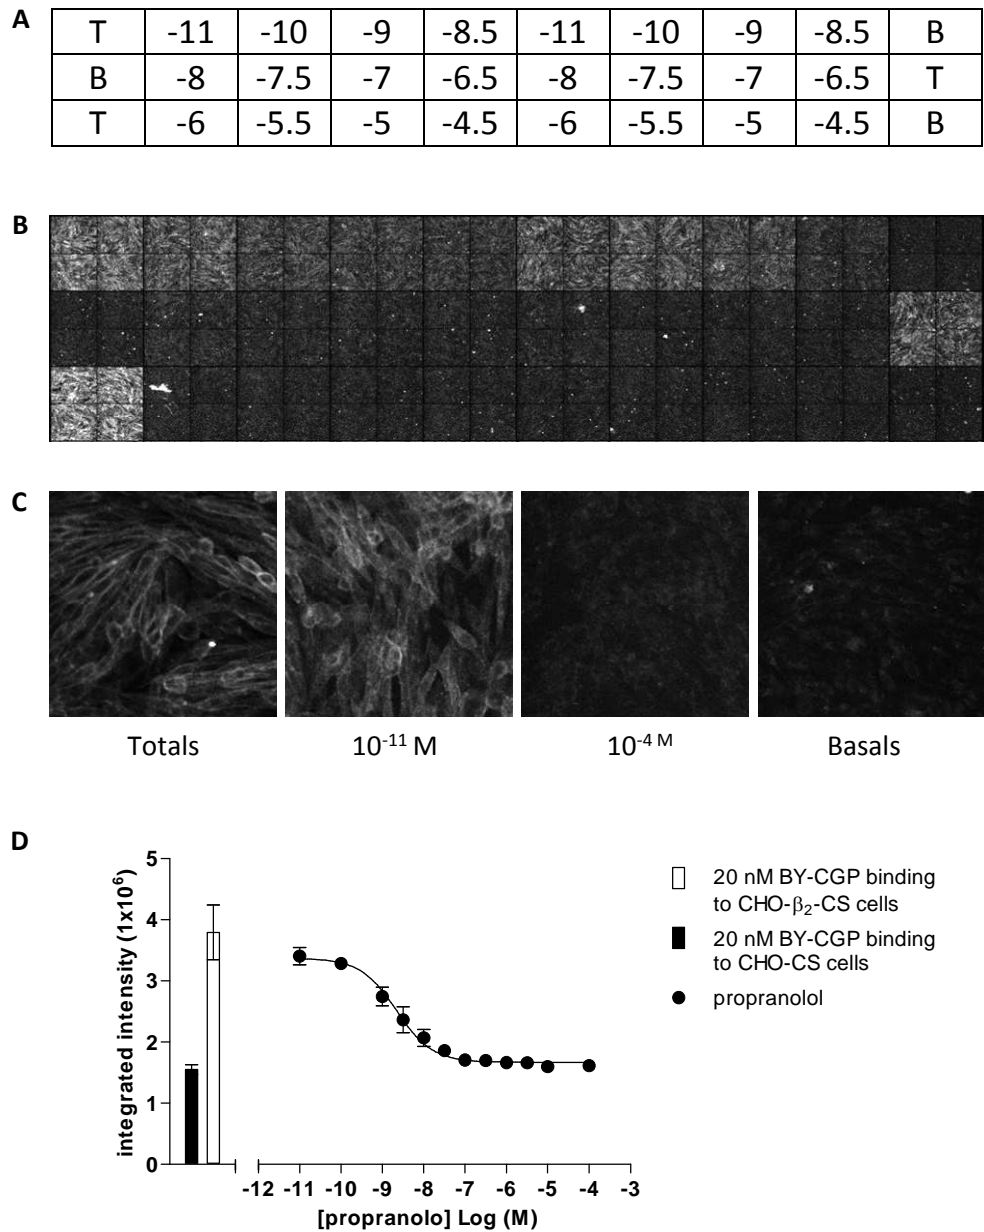 A
T -11 -10 -9 -8.5 -11 -10 -9 -8.5 B
B -8 -7.5 -7 -6.5 -8 -7.5 -7 -6.5 T
T -6 -5.5 -5 -4.5 -6 -5.5 -5 -4.5 B
B
C
Totals 10⁻¹¹ M 10⁻⁴ ᴹ Basals
D
integrated intensity (1x10⁶)
5
4
3
2
1
0
-12 -11 -10 -9 -8 -7 -6 -5 -4 -3
[propranolo] Log (M)
20 nM BY-CGP binding
to CHO-β₂-CS cells
20 nM BY-CGP binding
to CHO-CS cells
propranolol